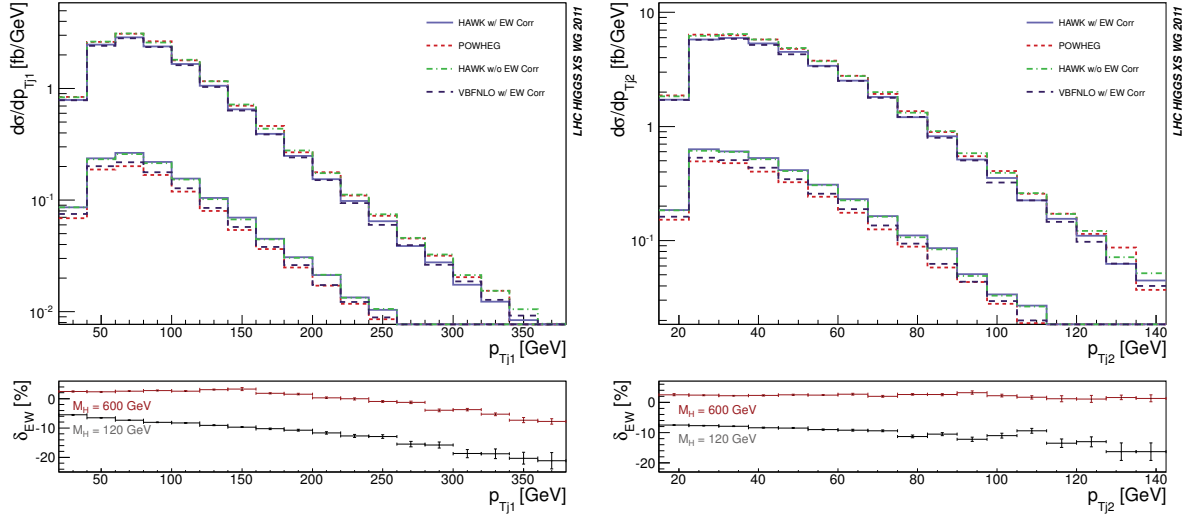 dσ/dp_Tj1 [fb/GeV]
HAWK w/ EW Corr
POWHEG
HAWK w/o EW Corr
VBFNLO w/ EW Corr
LHC HIGGS XS WG 2011
1
10^-1
10^-2
50 100 150 200 250 300 350
p_Tj1 [GeV]
δ_EW [%]
0
-10
-20
M_H = 600 GeV
M_H = 120 GeV
50 100 150 200 250 300 350
p_Tj1 [GeV]
dσ/dp_Tj2 [fb/GeV]
HAWK w/ EW Corr
POWHEG
HAWK w/o EW Corr
VBFNLO w/ EW Corr
LHC HIGGS XS WG 2011
10
1
10^-1
20 40 60 80 100 120 140
p_Tj2 [GeV]
δ_EW [%]
0
-10
-20
M_H = 600 GeV
M_H = 120 GeV
20 40 60 80 100 120 140
p_Tj2 [GeV]